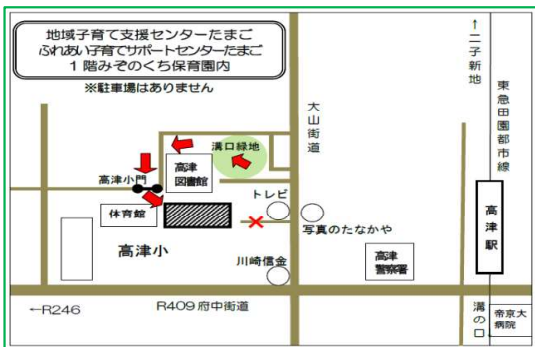 地域子育て支援センターたまご
ふれあい子育てサポートセンターたまご
1階みぞのくち保育園内
※駐車場はありません
↑二子新地
東急田園都市線
大山街道
溝口緑地
高津
図書館
高津小門
トレビ
体育館
写真のたなかや
高津駅
高津小
川崎信金
高津
警察署
←R246
R409府中街道
溝の口
帝京大
病院